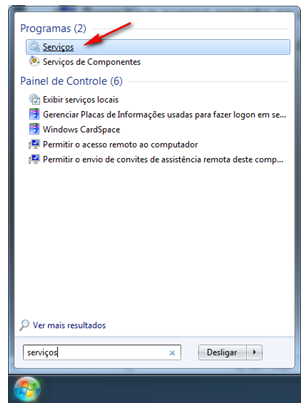 Programas (2)
Serviços
Serviços de Componentes
Painel de Controle (6)
Exibir serviços locais
Gerenciar Placas de Informações usadas para fazer logon em se...
Windows CardSpace
Permitir o acesso remoto ao computador
Permitir o envio de convites de assistência remota deste comp...
Ver mais resultados
serviços
Desligar